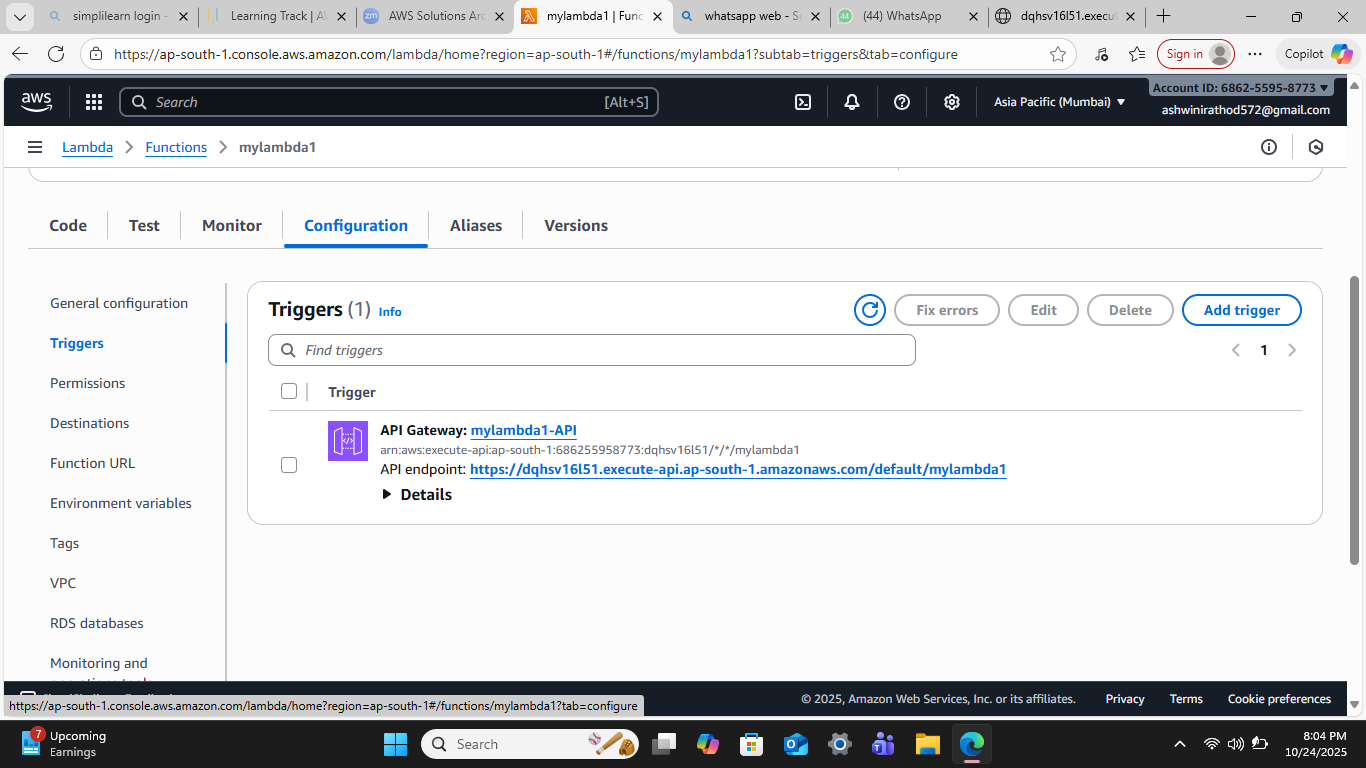 simplilearn login -
Learning Track | A
AWS Solutions Arc
mylambda1 | Func
whatsapp web - Se
44
(44) WhatsApp
dqhsv16l51.execut
https://ap-south-1.console.aws.amazon.com/lambda/home?region=ap-south-1#/functions/mylambda1?subtab=triggers&tab=configure
Sign in
Copilot
aws
Search
[Alt+S]
Asia Pacific (Mumbai)
Account ID: 6862-5595-8773
ashwinirathod572@gmail.com
Lambda
Functions
mylambda1
Code
Test
Monitor
Configuration
Aliases
Versions
General configuration
Triggers
Permissions
Destinations
Function URL
Environment variables
Tags
VPC
RDS databases
Monitoring and
Triggers (1) Info
Fix errors
Edit
Delete
Add trigger
Find triggers
1
Trigger
API Gateway: mylambda1-API
arn:aws:execute-api:ap-south-1:686255958773:dqhsv16l51/*/*/mylambda1
API endpoint: https://dqhsv16l51.execute-api.ap-south-1.amazonaws.com/default/mylambda1
Details
© 2025, Amazon Web Services, Inc. or its affiliates.
Privacy
Terms
Cookie preferences
https://ap-south-1.console.aws.amazon.com/lambda/home?region=ap-south-1#/functions/mylambda1?tab=configure
7
Upcoming
Earnings
Search
8:04 PM
10/24/2025